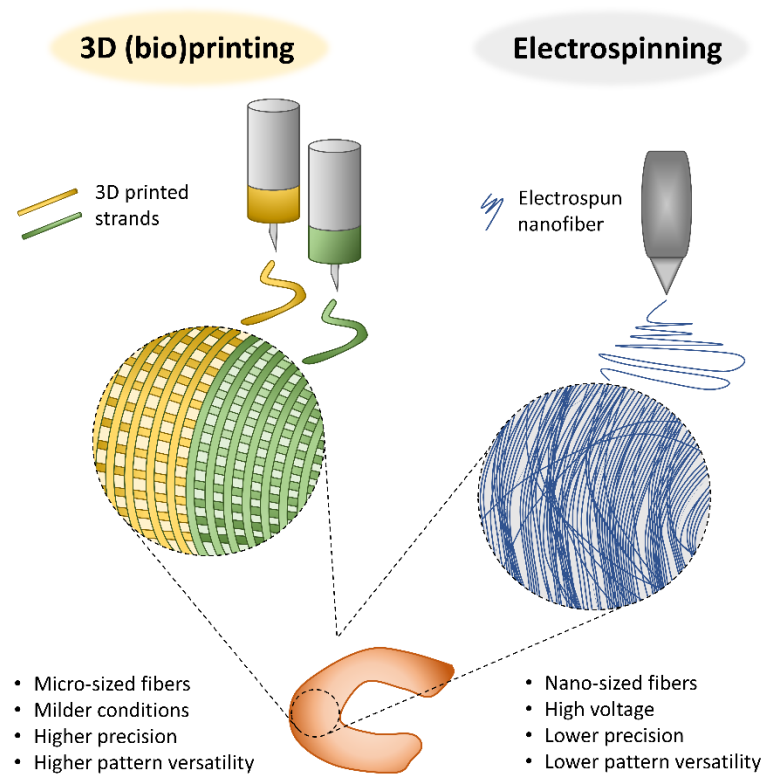 3D (bio)printing
Electrospinning
3D printed
strands
Electrospun
nanofiber
• Micro-sized fibers
• Milder conditions
• Higher precision
• Higher pattern versatility
• Nano-sized fibers
• High voltage
• Lower precision
• Lower pattern versatility